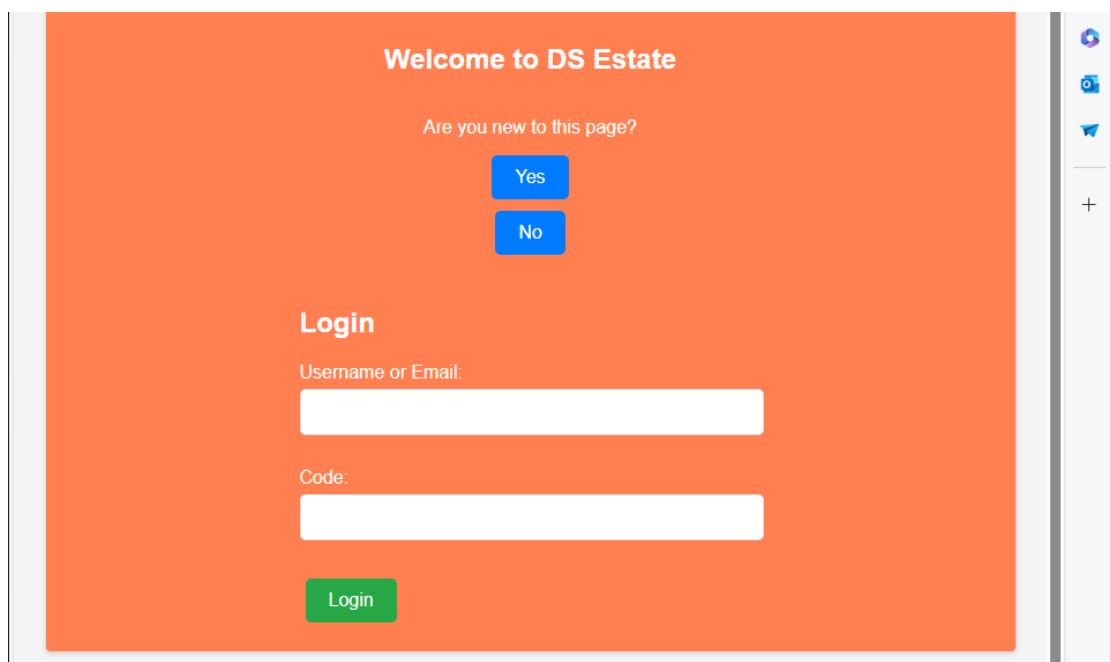 Welcome to DS Estate
Are you new to this page?
Yes
No
Login
Username or Email:
Code:
Login